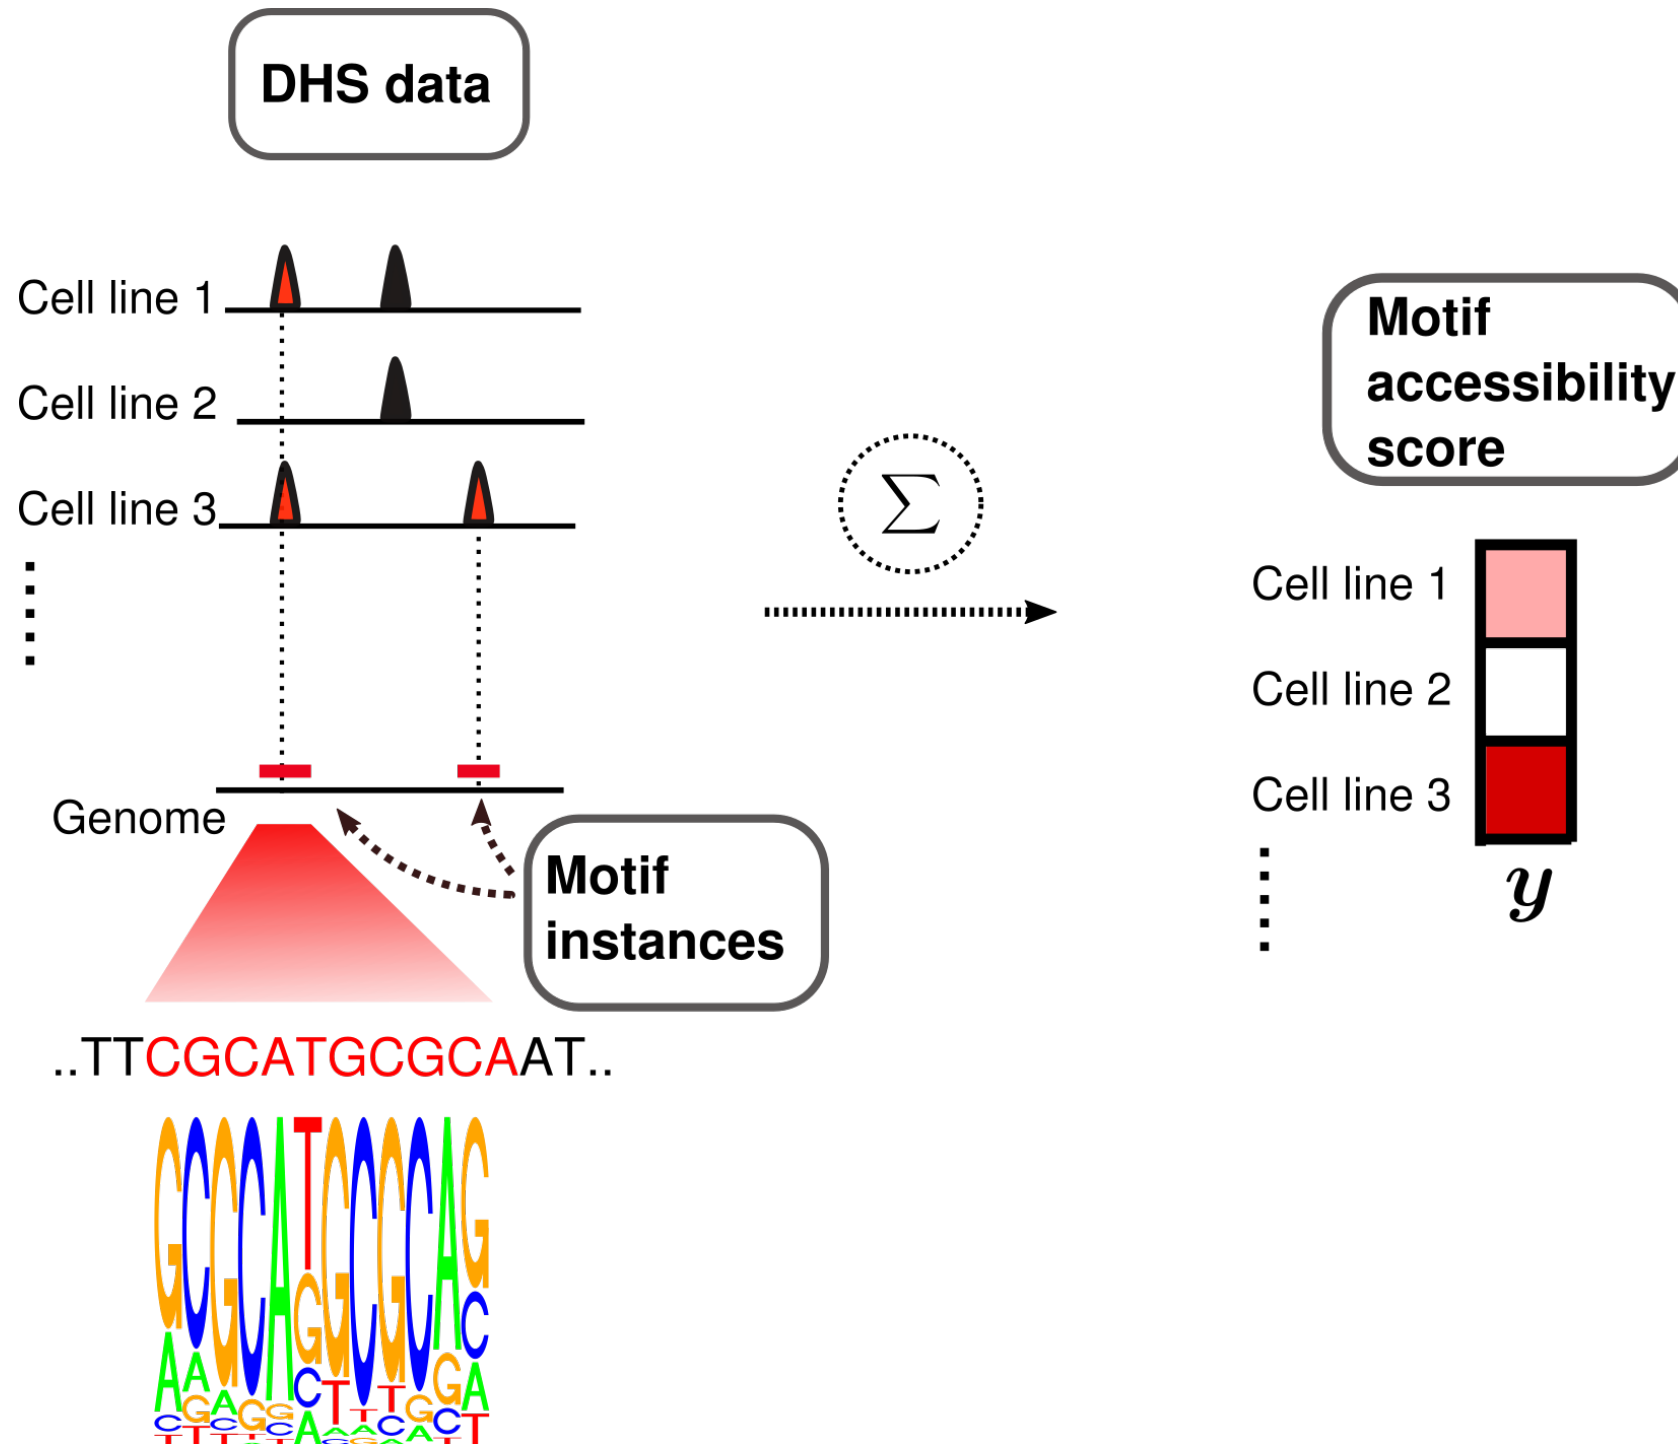 DHS data
Cell line 1
Cell line 2
Cell line 3
Genome
Motif
instances
..TTCGCATGCGCAAT..
GCGCATGCGCAG
Σ
Motif
accessibility
score
Cell line 1
Cell line 2
Cell line 3
y